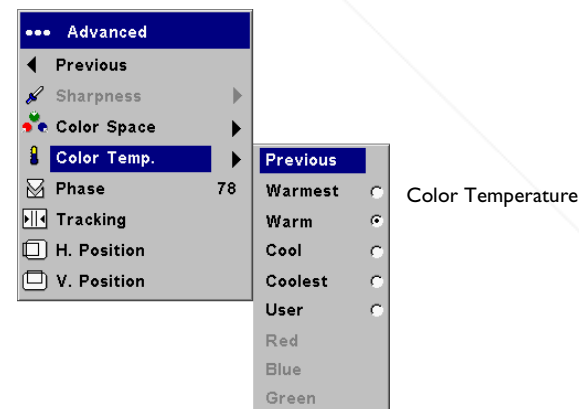 ••• Advanced
Previous
Sharpness
Color Space
Color Temp.
Phase 78
Tracking
H. Position
V. Position
Previous
Warmest
Warm
Cool
Coolest
User
Red
Blue
Green
Color Temperature